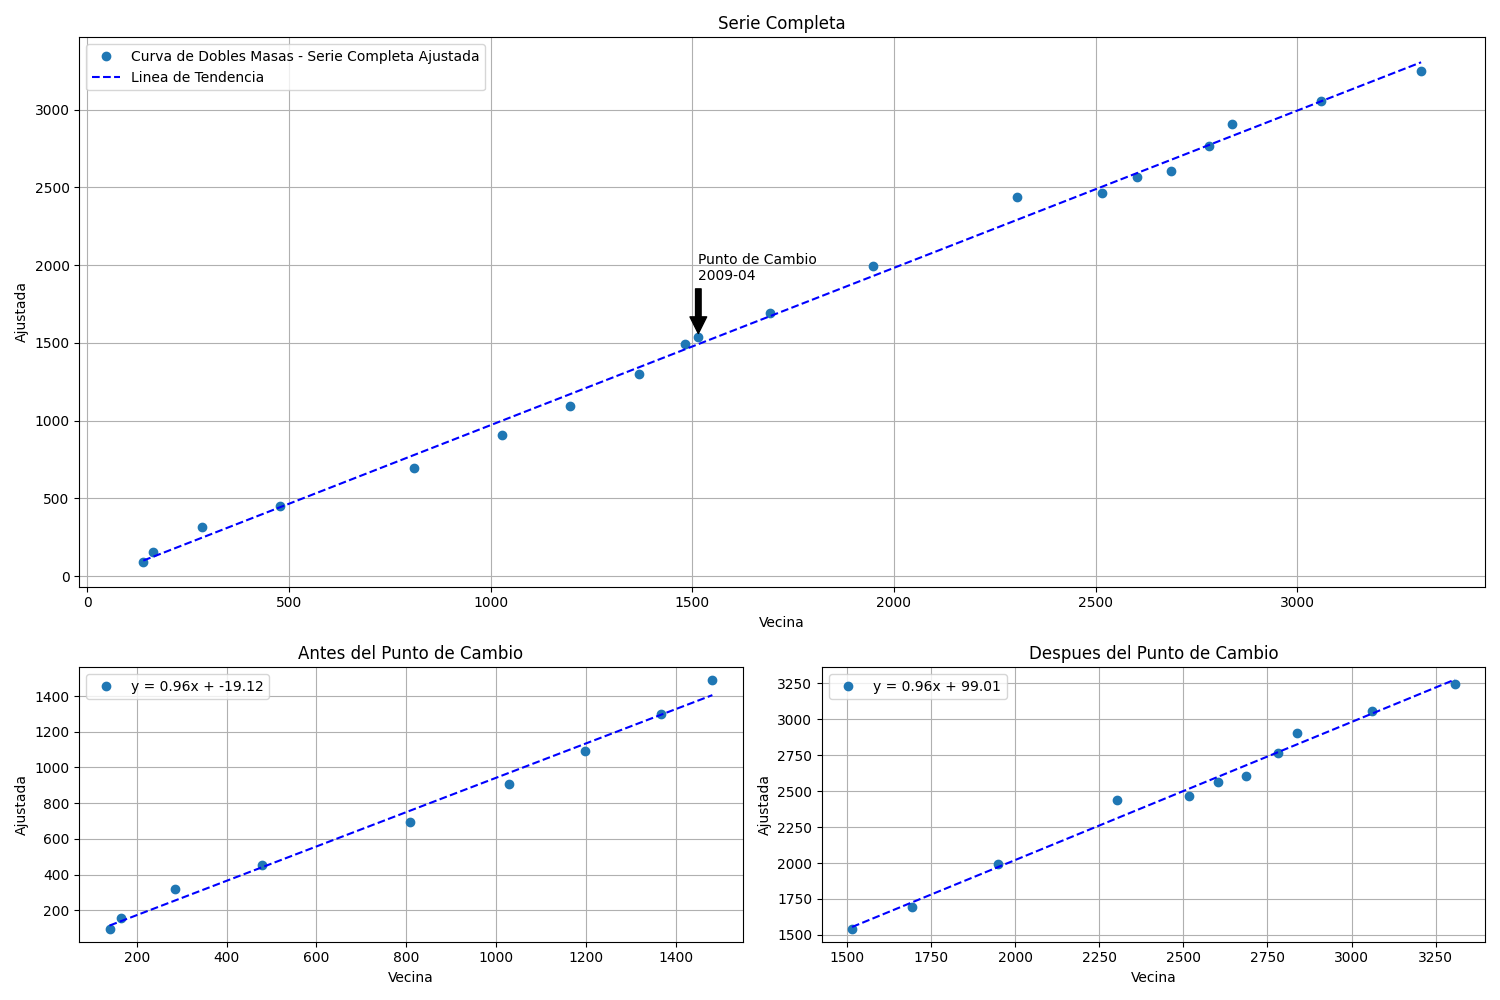 Serie Completa
Curva de Dobles Masas - Serie Completa Ajustada
Linea de Tendencia
3000
2500
2000
1500
1000
500
0
Ajustada
Punto de Cambio
2009-04
0 500 1000 1500 2000 2500 3000
Vecina
Antes del Punto de Cambio
y = 0.96x + -19.12
1400
1200
1000
800
600
400
200
Ajustada
200 400 600 800 1000 1200 1400
Vecina
Despues del Punto de Cambio
y = 0.96x + 99.01
3250
3000
2750
2500
2250
2000
1750
1500
Ajustada
1500 1750 2000 2250 2500 2750 3000 3250
Vecina